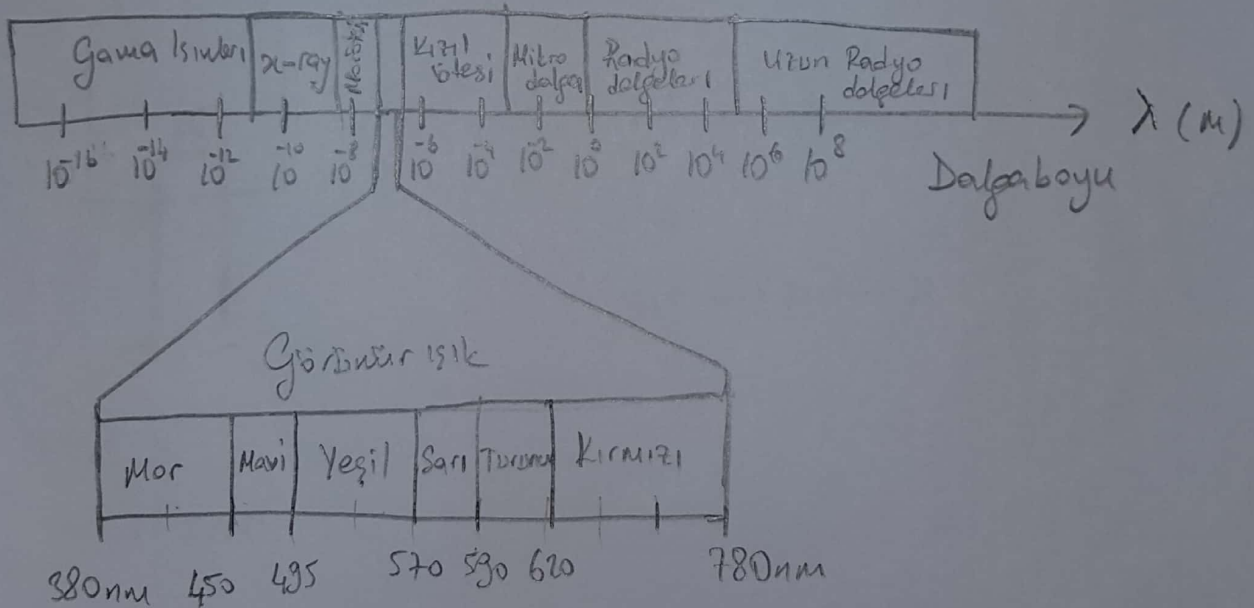 Gama Işınları
x-ray
Morötesi
Kızıl ötesi
Mikro dalga
Radyo dalgaları
Uzun Radyo dalgaları
λ (m)
10^-16 10^-14 10^-12 10^-10 10^-8 10^-6 10^-4 10^-2 10^0 10^2 10^4 10^6 10^8
Dalgaboyu
Görünür ışık
Mor Mavi Yeşil Sarı Turuncu Kırmızı
380nm 450 495 570 590 620 780nm